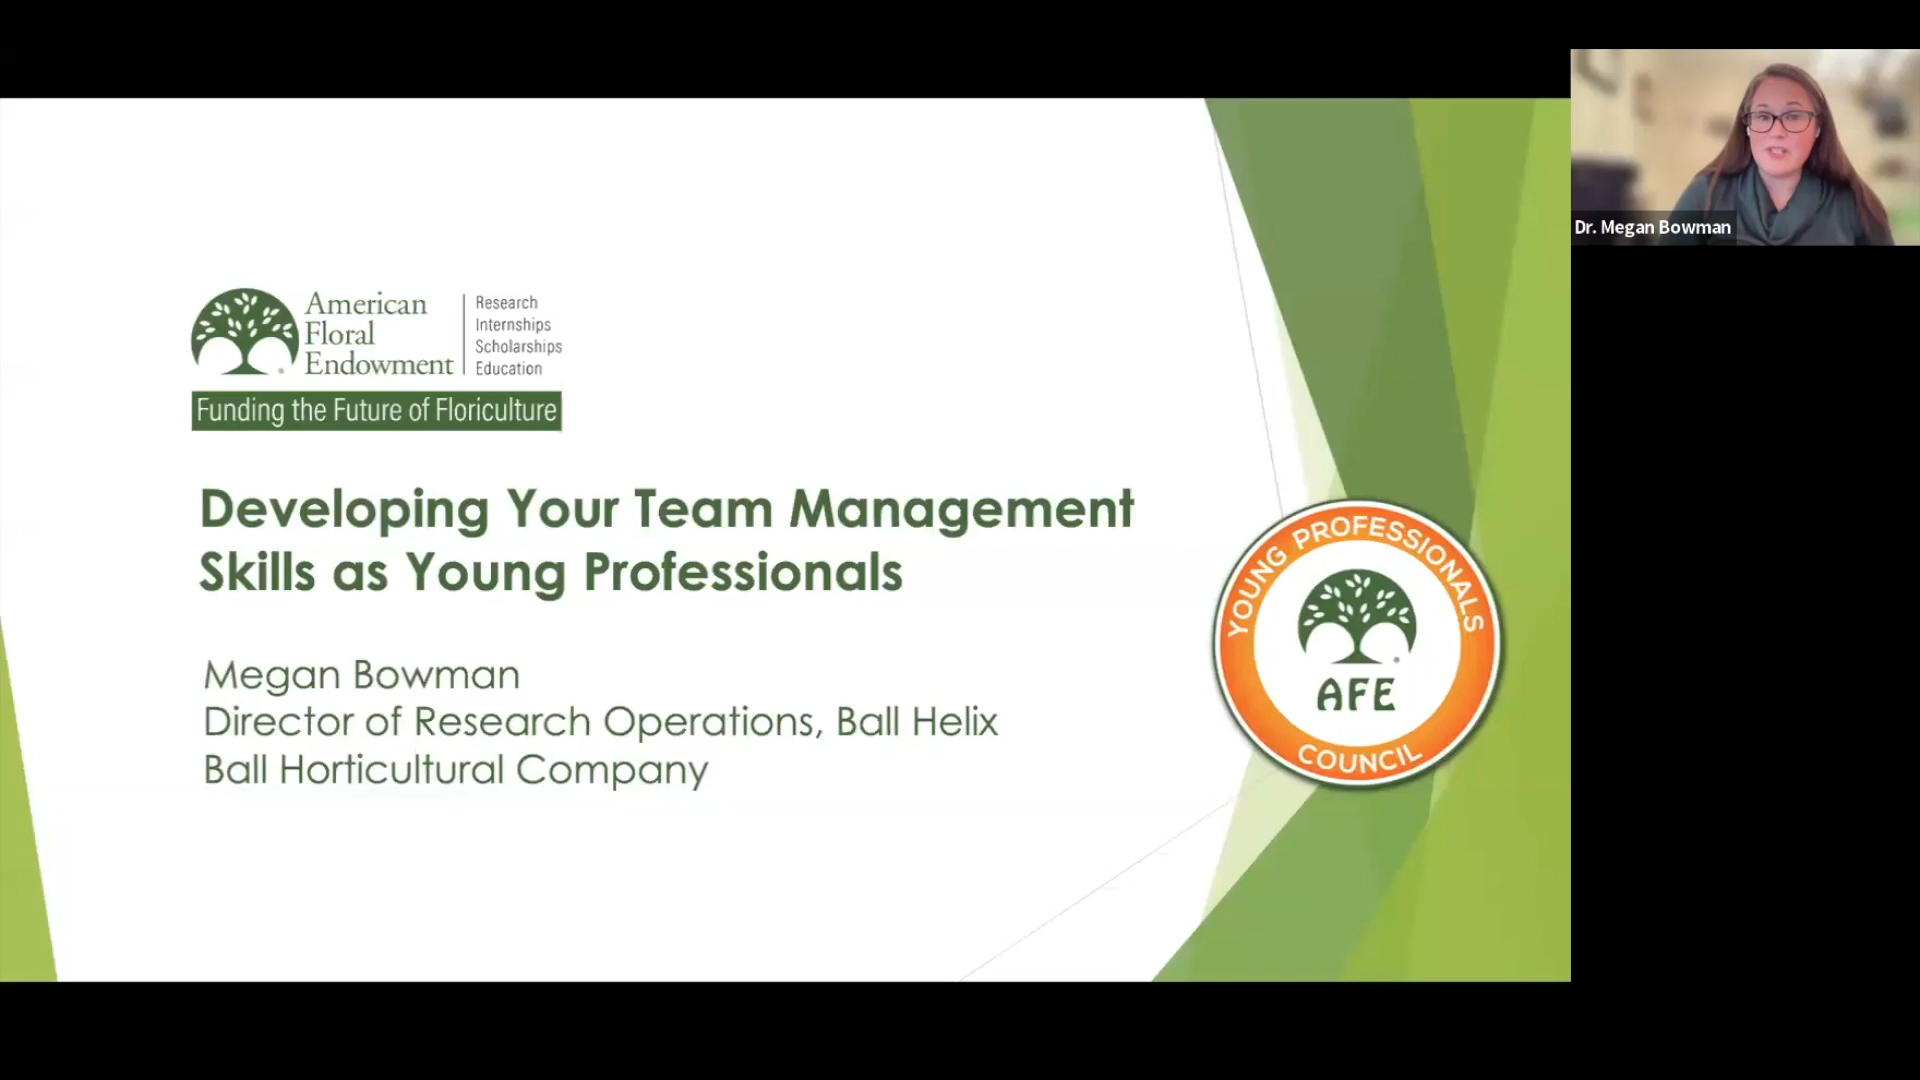 American
Floral
Endowment
Research
Internships
Scholarships
Education
Funding the Future of Floriculture
Developing Your Team Management
Skills as Young Professionals
Megan Bowman
Director of Research Operations, Ball Helix
Ball Horticultural Company
YOUNG PROFESSIONALS
AFE
COUNCIL
Dr. Megan Bowman